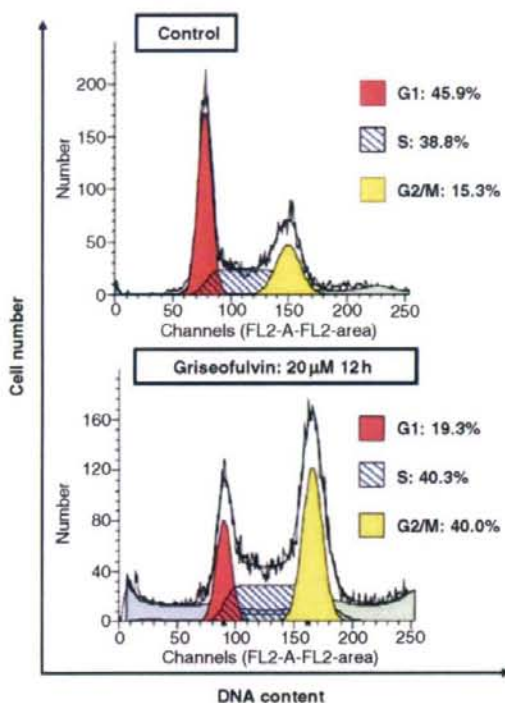 Control
200
150
100
50
0
Number
0 50 100 150 200 250
Channels (FL2-A-FL2-area)
G1: 45.9%
S: 38.8%
G2/M: 15.3%
Cell number
Griseofulvin: 20 µM 12 h
160
120
80
40
0
Number
0 50 100 150 200 250
Channels (FL2-A-FL2-area)
G1: 19.3%
S: 40.3%
G2/M: 40.0%
DNA content